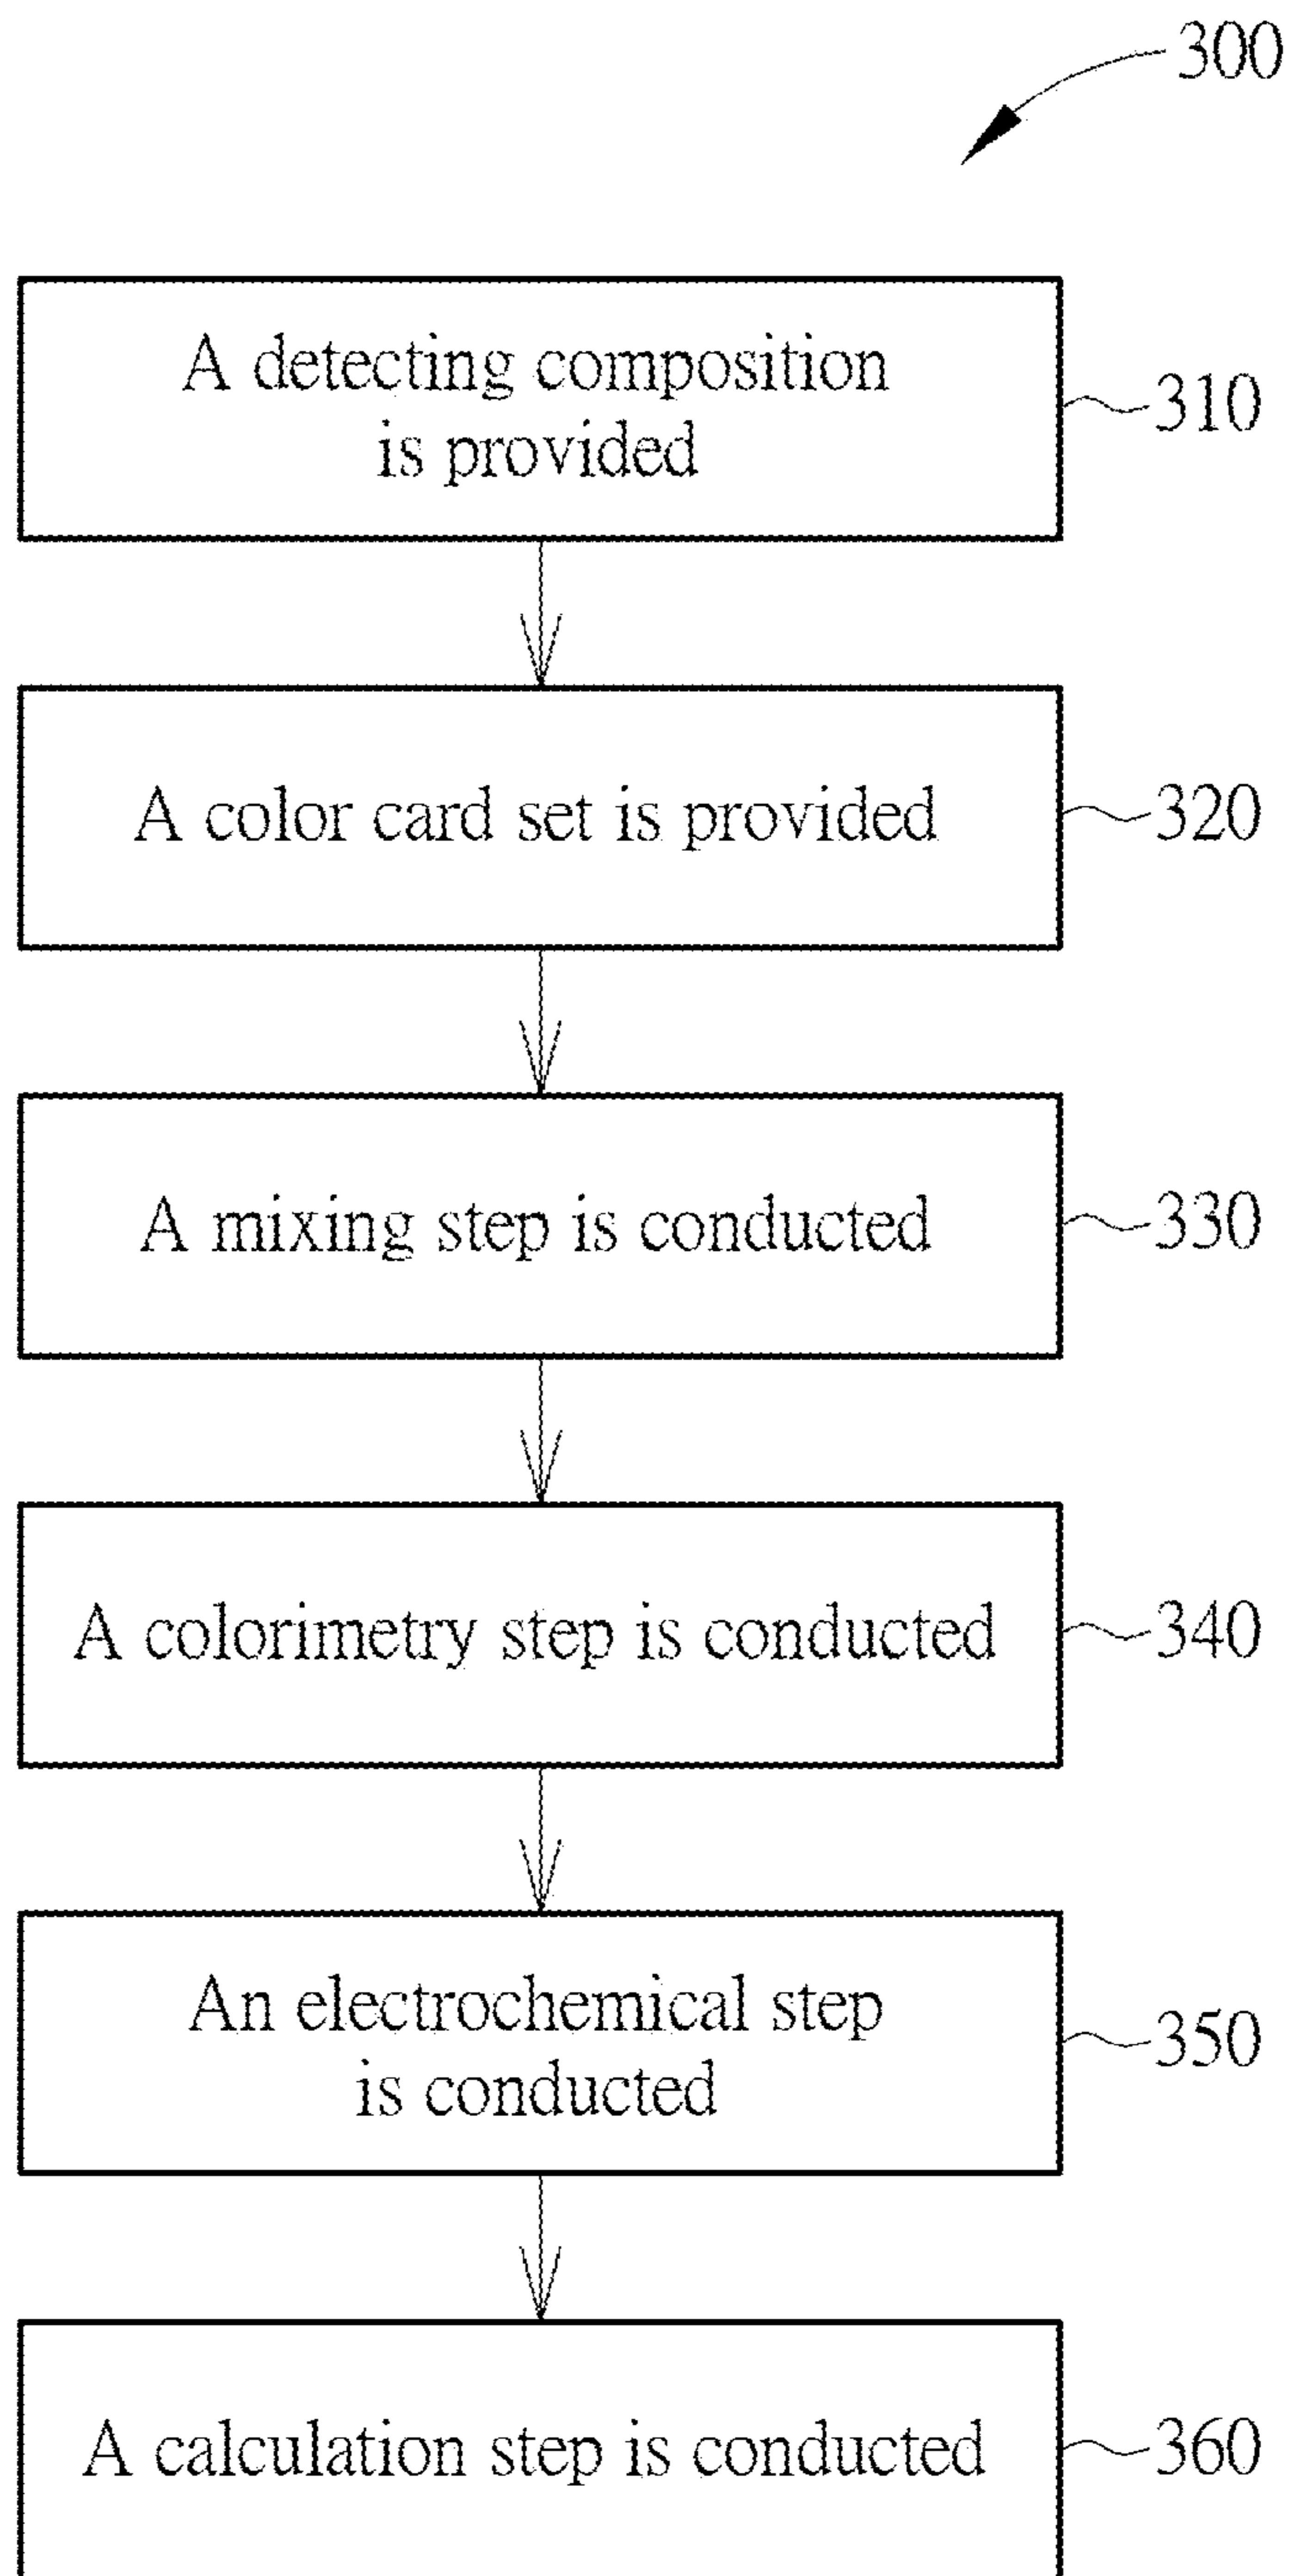 300
A detecting composition
is provided
310
A color card set is provided
320
A mixing step is conducted
330
A colorimetry step is conducted
340
An electrochemical step
is conducted
350
A calculation step is conducted
360